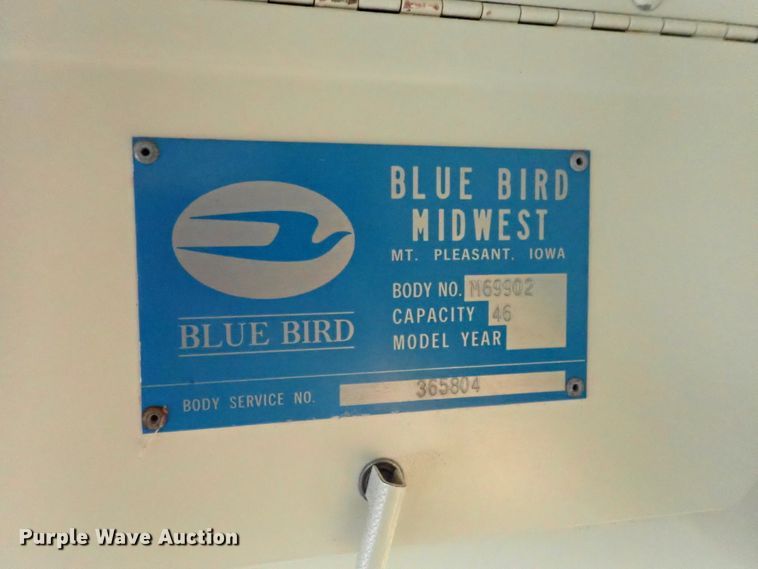 BLUE BIRD
BLUE BIRD
MIDWEST
MT. PLEASANT, IOWA
BODY NO. M69902
CAPACITY 46
MODEL YEAR
BODY SERVICE NO. 365804
Purple Wave Auction